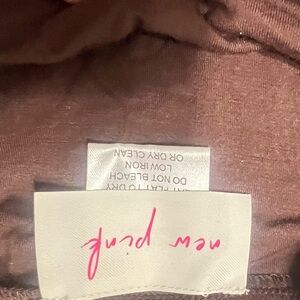 new pink
LAY FLAT TO DRY
DO NOT BLEACH
LOW IRON
OR DRY CLEAN